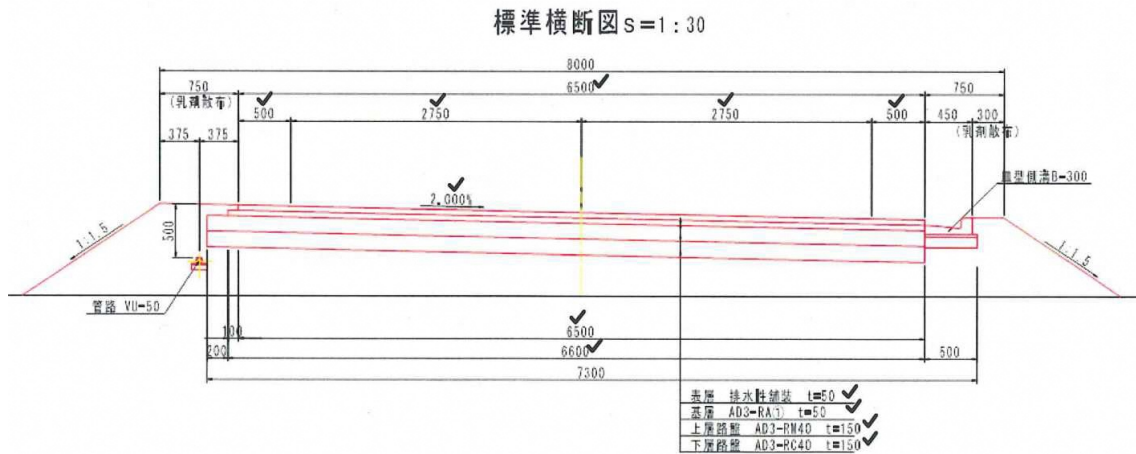 標準横断図 S=1:30
8000
750 6500 750
(乳剤散布)
500 2750 2750 500 450 300
(乳剤散布)
375 375
皿型側溝B-300
2.000%
500
1:1.5
1:1.5
管路 VU-50
100 6500
200 6600 500
7300
表層 排水性舗装 t=50
基層 AD3-RA① t=50
上層路盤 AD3-RM40 t=150
下層路盤 AD3-RC40 t=150